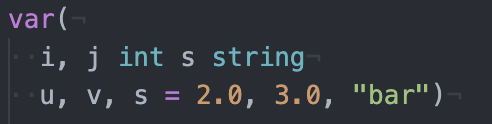 var(
i, j int s string
u, v, s = 2.0, 3.0, "bar")